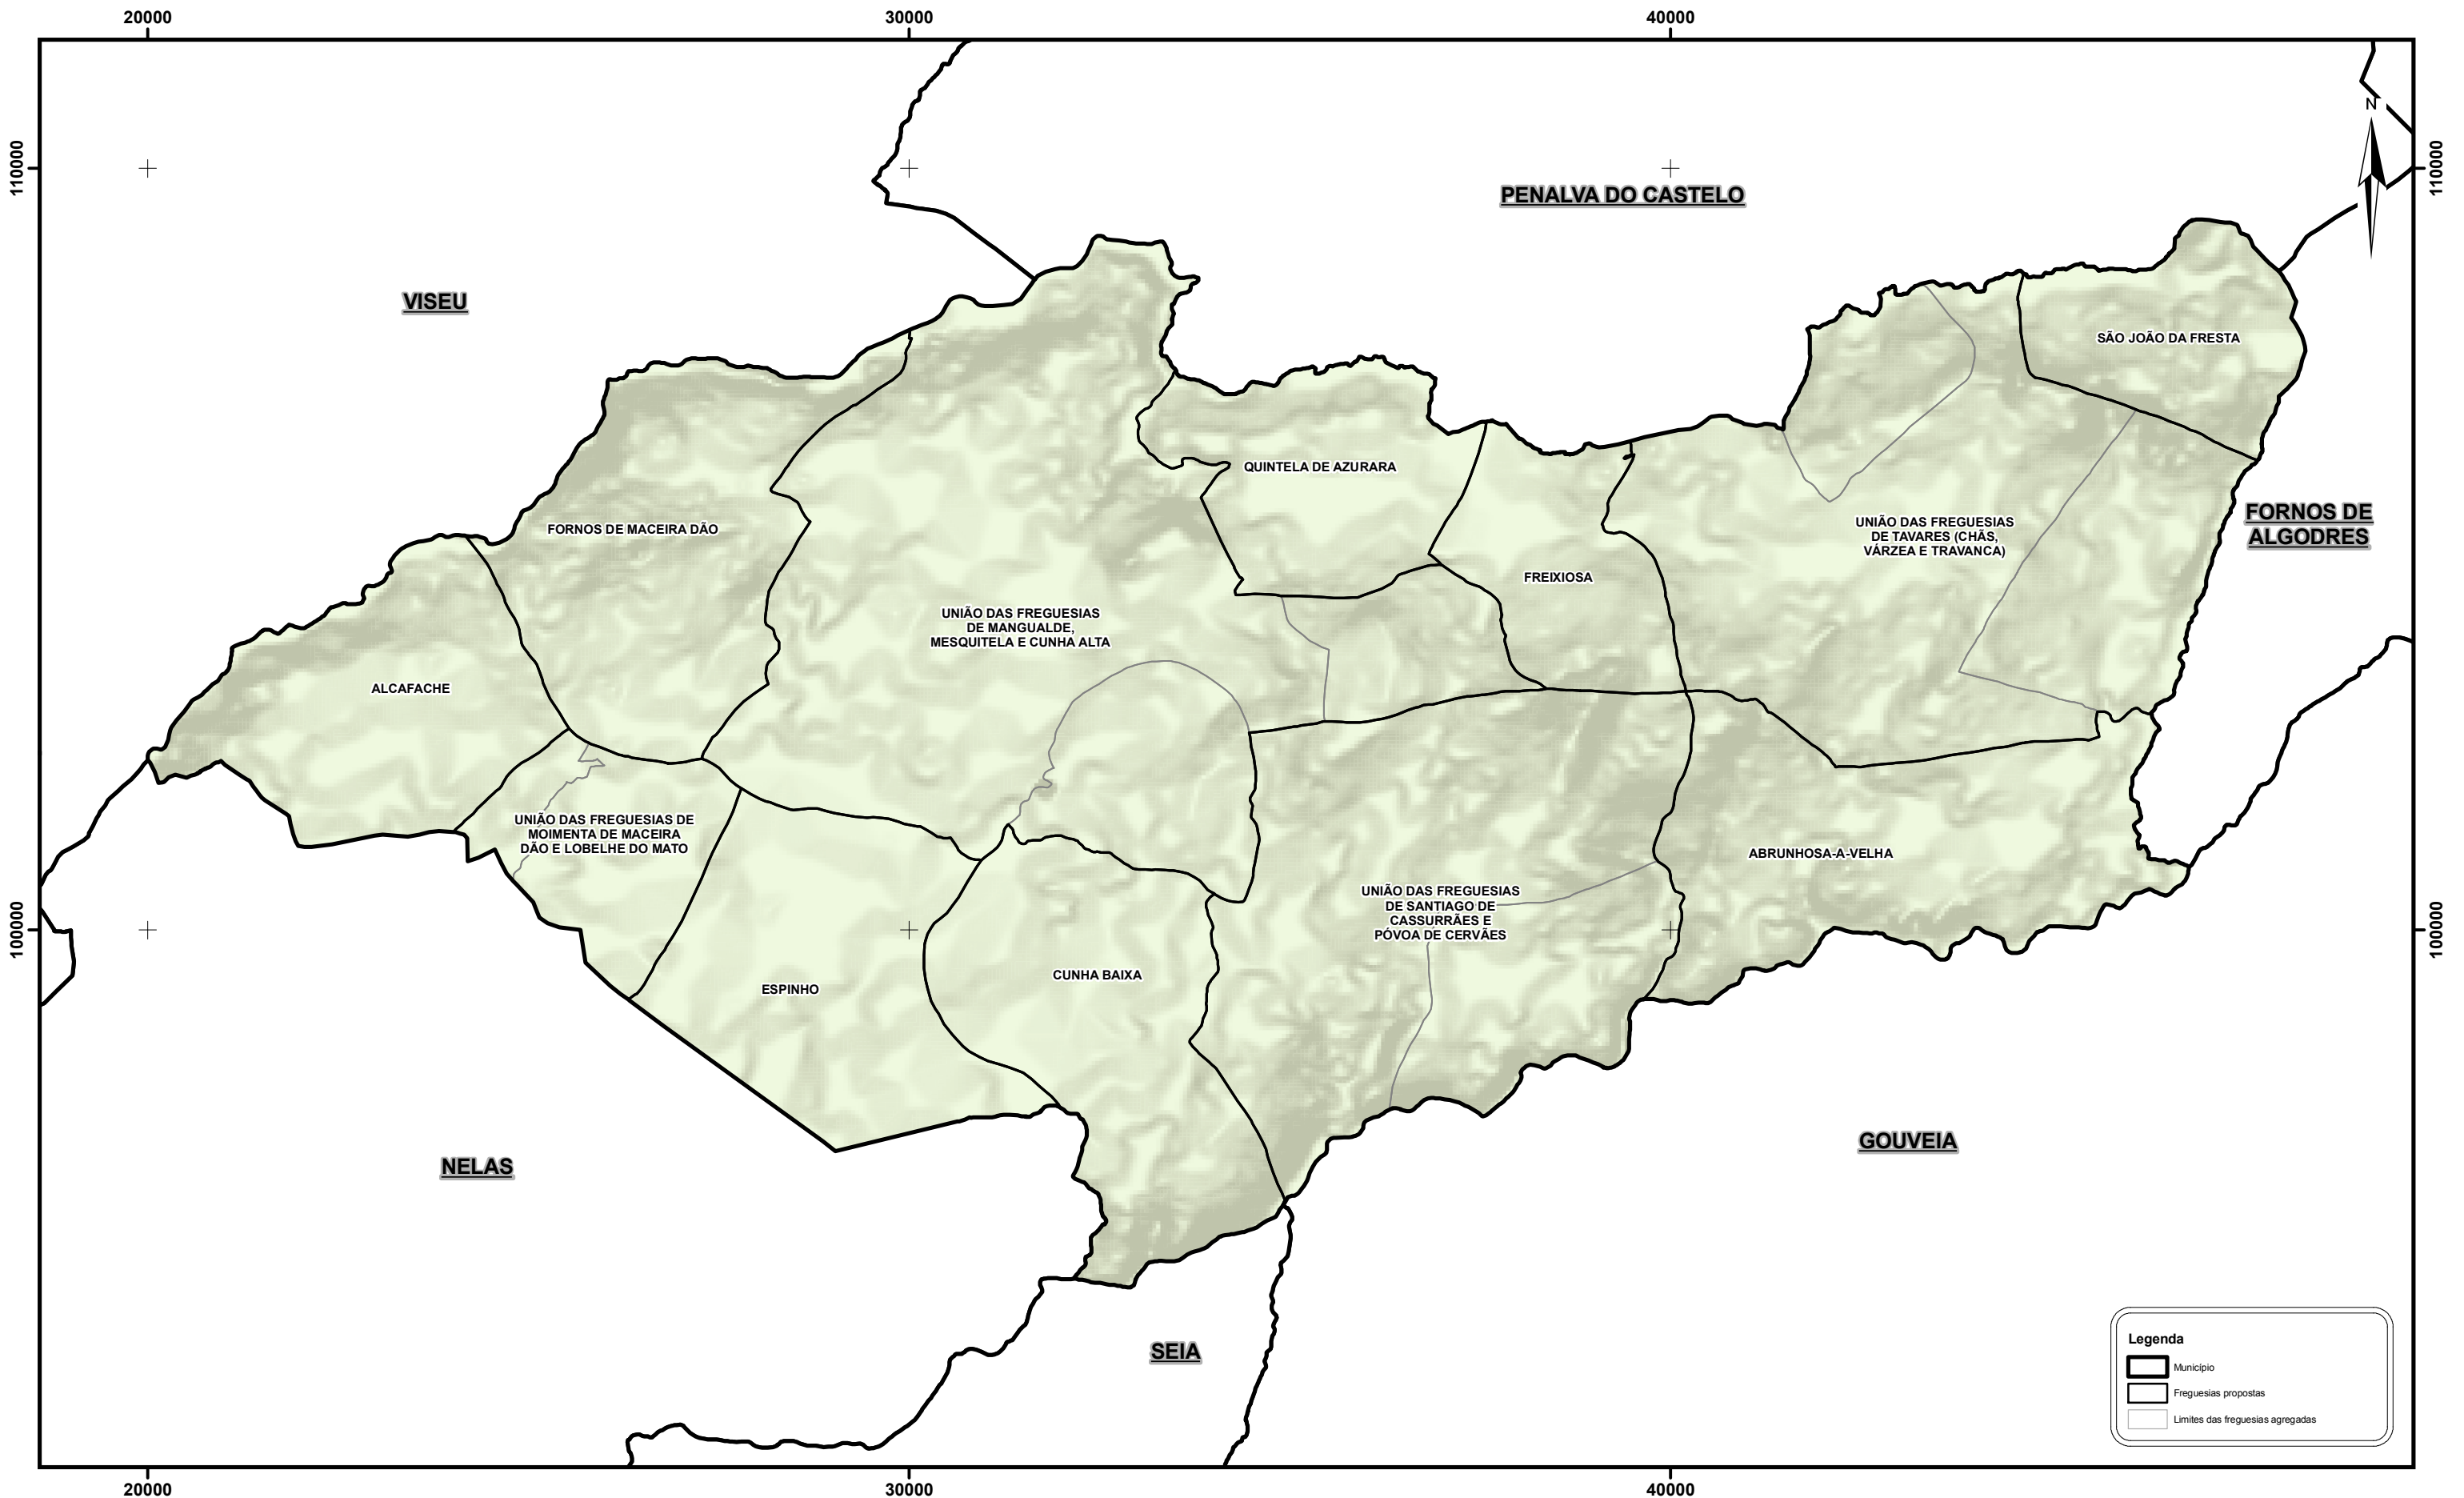 20000
30000
40000
110000
110000
N
PENALVA DO CASTELO
VISEU
SÃO JOÃO DA FRESTA
QUINTELA DE AZURARA
FORNOS DE
ALGODRES
FORNOS DE MACEIRA DÃO
UNIÃO DAS FREGUESIAS
DE TAVARES (CHÃS,
VÁRZEA E TRAVANCA)
FREIXIOSA
UNIÃO DAS FREGUESIAS
DE MANGUALDE,
MESQUITELA E CUNHA ALTA
ALCAFACHE
UNIÃO DAS FREGUESIAS DE
MOIMENTA DE MACEIRA
DÃO E LOBELHE DO MATO
ABRUNHOSA-A-VELHA
UNIÃO DAS FREGUESIAS
DE SANTIAGO DE
CASSURRÃES E
PÓVOA DE CERVÃES
100000
100000
CUNHA BAIXA
ESPINHO
GOUVEIA
NELAS
SEIA
Legenda
Município
Freguesias propostas
Limites das freguesias agregadas
20000
30000
40000